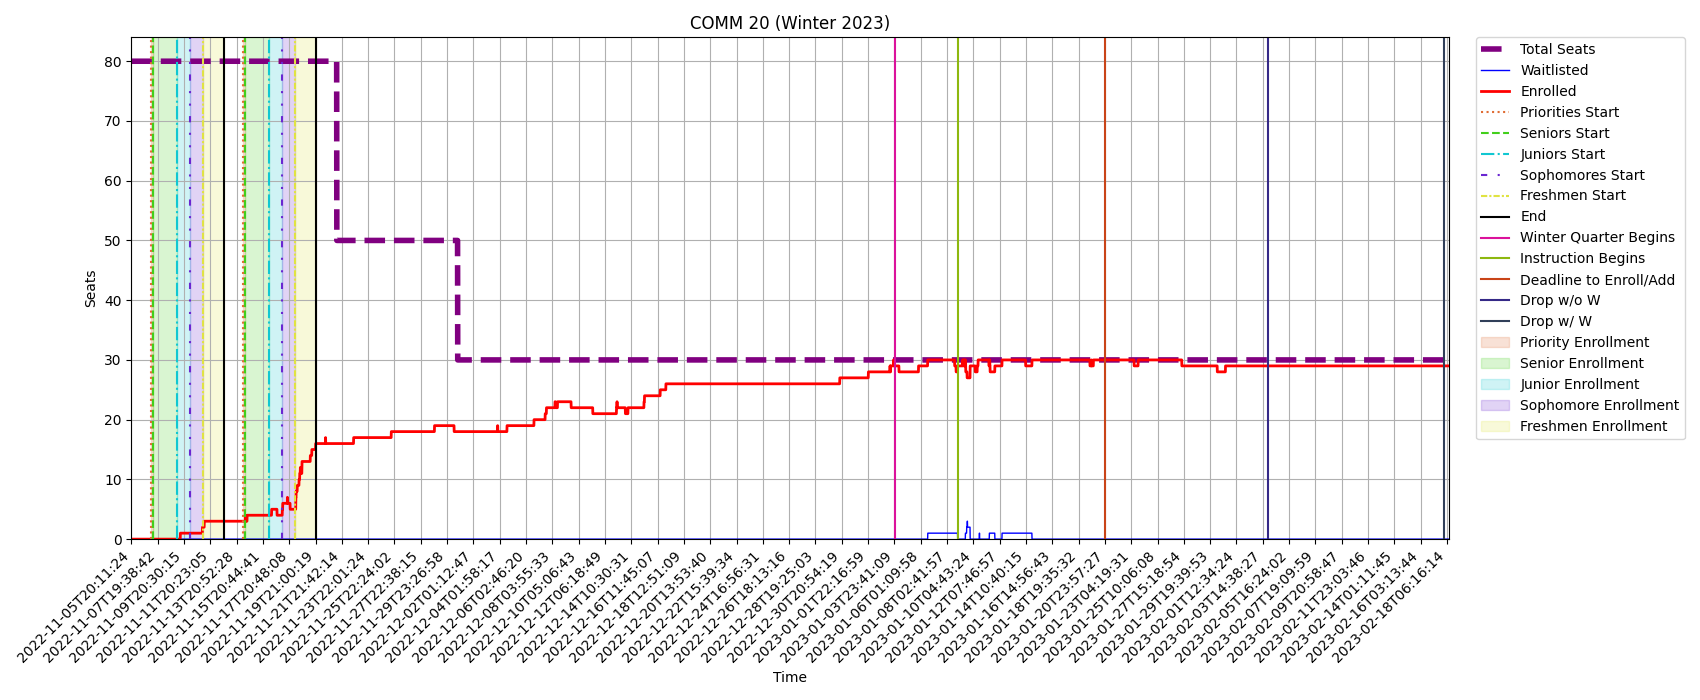 COMM 20 (Winter 2023)
Seats
80
70
60
50
40
30
20
10
0
2022-11-05T20:11:24
2022-11-07T19:38:42
2022-11-09T20:30:15
2022-11-11T20:23:05
2022-11-13T20:52:28
2022-11-15T20:44:41
2022-11-17T20:48:09
2022-11-19T21:00:19
2022-11-21T21:42:14
2022-11-23T22:01:24
2022-11-25T22:24:02
2022-11-27T22:38:15
2022-11-29T23:26:58
2022-12-02T01:12:47
2022-12-04T01:58:17
2022-12-06T02:46:20
2022-12-08T03:55:33
2022-12-10T05:06:43
2022-12-12T06:18:49
2022-12-14T10:30:31
2022-12-16T11:45:07
2022-12-18T12:51:09
2022-12-20T13:53:40
2022-12-22T15:39:34
2022-12-24T16:56:31
2022-12-26T18:13:16
2022-12-28T19:25:03
2022-12-30T20:54:19
2023-01-01T22:16:59
2023-01-03T23:41:09
2023-01-06T01:09:58
2023-01-08T02:41:57
2023-01-10T04:43:24
2023-01-12T07:46:57
2023-01-14T10:40:15
2023-01-16T14:56:43
2023-01-18T19:35:32
2023-01-20T23:57:27
2023-01-23T04:19:31
2023-01-25T10:06:08
2023-01-27T15:18:54
2023-01-29T19:39:53
2023-02-01T12:34:24
2023-02-03T14:38:27
2023-02-05T16:24:02
2023-02-07T19:09:59
2023-02-09T20:58:47
2023-02-11T23:03:46
2023-02-14T01:11:45
2023-02-16T03:13:44
2023-02-18T06:16:14
Time
Total Seats
Waitlisted
Enrolled
Priorities Start
Seniors Start
Juniors Start
Sophomores Start
Freshmen Start
End
Winter Quarter Begins
Instruction Begins
Deadline to Enroll/Add
Drop w/o W
Drop w/ W
Priority Enrollment
Senior Enrollment
Junior Enrollment
Sophomore Enrollment
Freshmen Enrollment